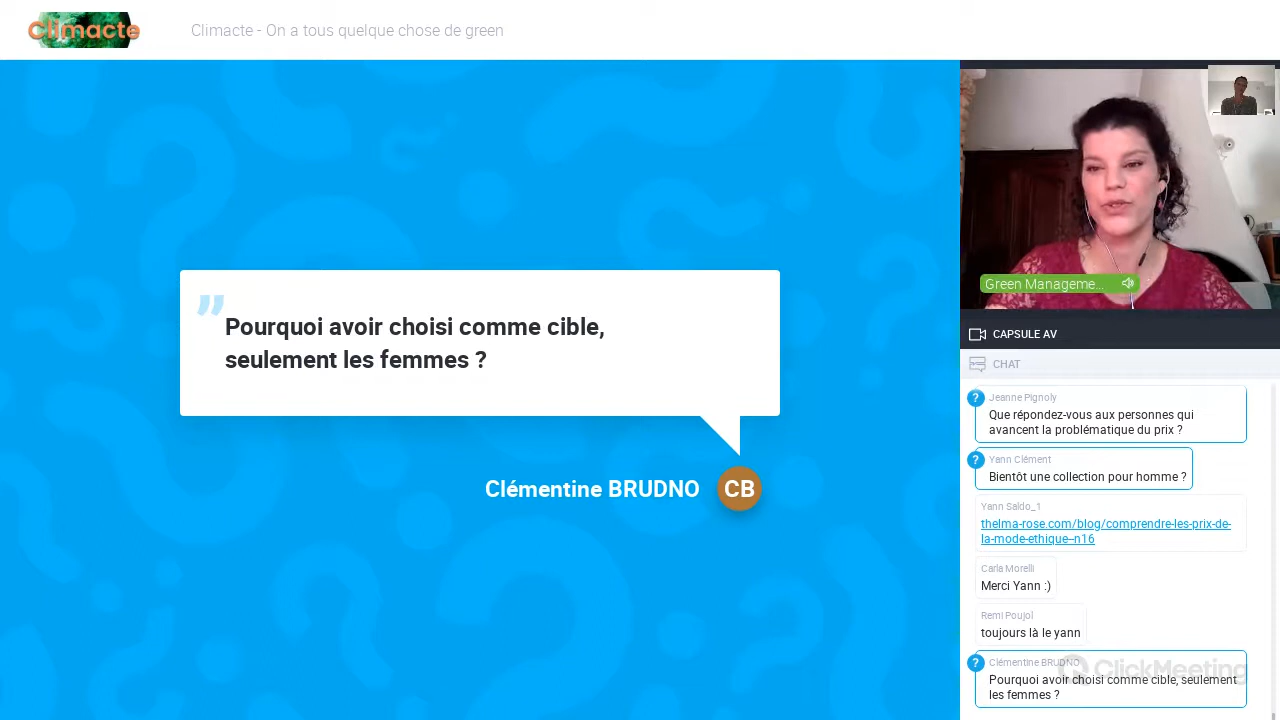 Climacte
Climacte - On a tous quelque chose de green
Pourquoi avoir choisi comme cible,
seulement les femmes ?
Clémentine BRUDNO
CB
Green Manageme...
CAPSULE AV
CHAT
?
Jeanne Pignoly
Que répondez-vous aux personnes qui
avancent la problématique du prix ?
?
Yann Clément
Bientôt une collection pour homme ?
Yann Saldo_1
thelma-rose.com/blog/comprendre-les-prix-de-
la-mode-ethique--n16
Carla Morelli
Merci Yann :)
Remi Poujol
toujours là le yann
?
Clémentine BRUDNO
ClickMeeting
Pourquoi avoir choisi comme cible, seulement
les femmes ?